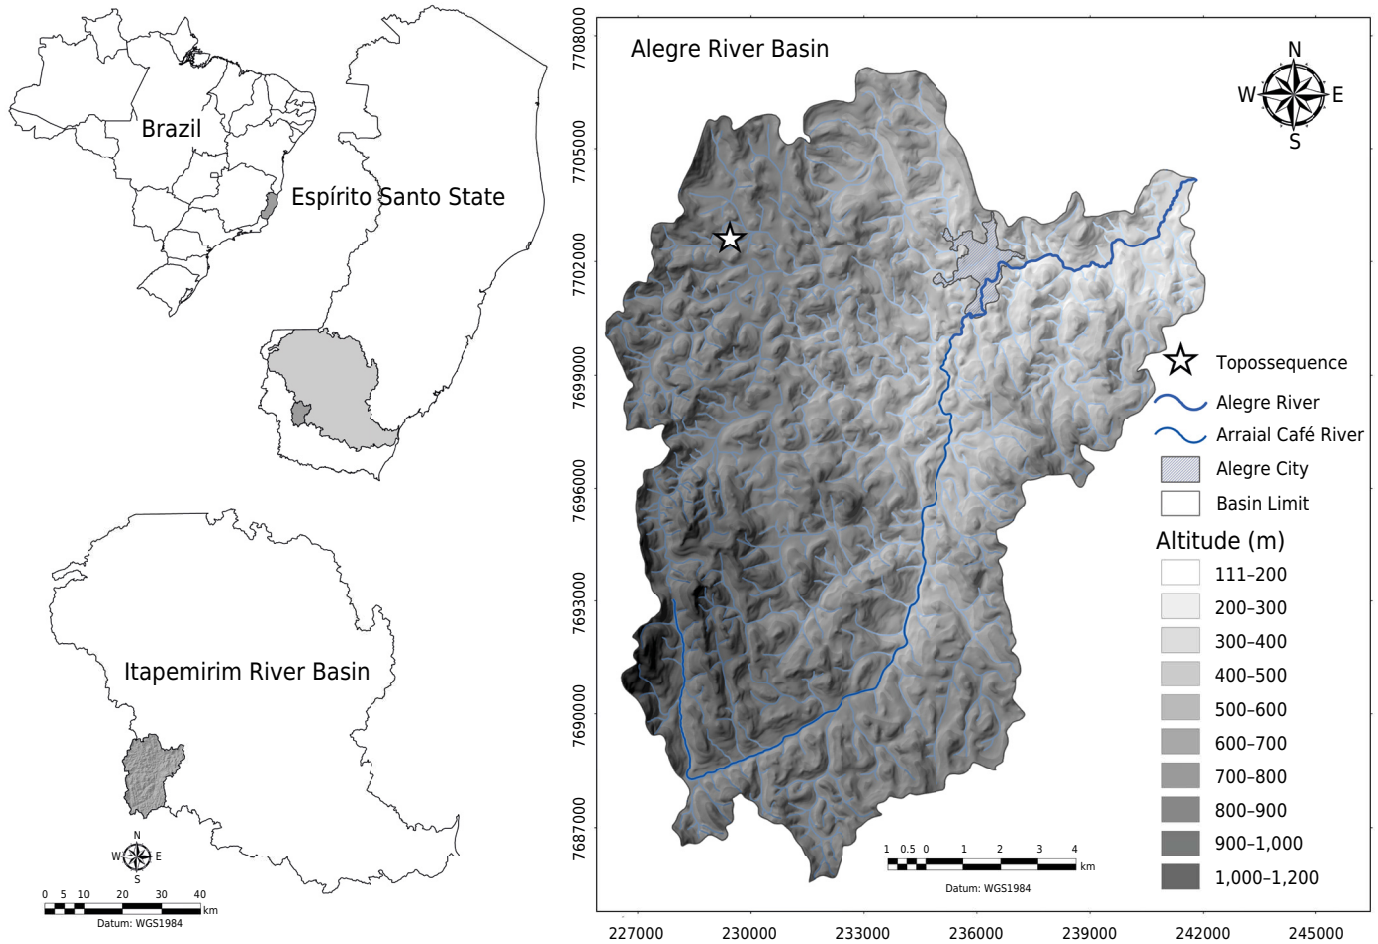 Brazil
Espírito Santo State
Itapemirim River Basin
N
W E
S
0 5 10 20 30 40
km
Datum: WGS1984
Alegre River Basin
N
W E
S
7708000
7705000
7702000
7699000
7696000
7693000
7690000
7687000
Topossequence
Alegre River
Arraial Café River
Alegre City
Basin Limit
Altitude (m)
111–200
200–300
300–400
400–500
500–600
600–700
700–800
800–900
900–1,000
1,000–1,200
1 0.5 0 1 2 3 4
km
Datum: WGS1984
227000 230000 233000 236000 239000 242000 245000